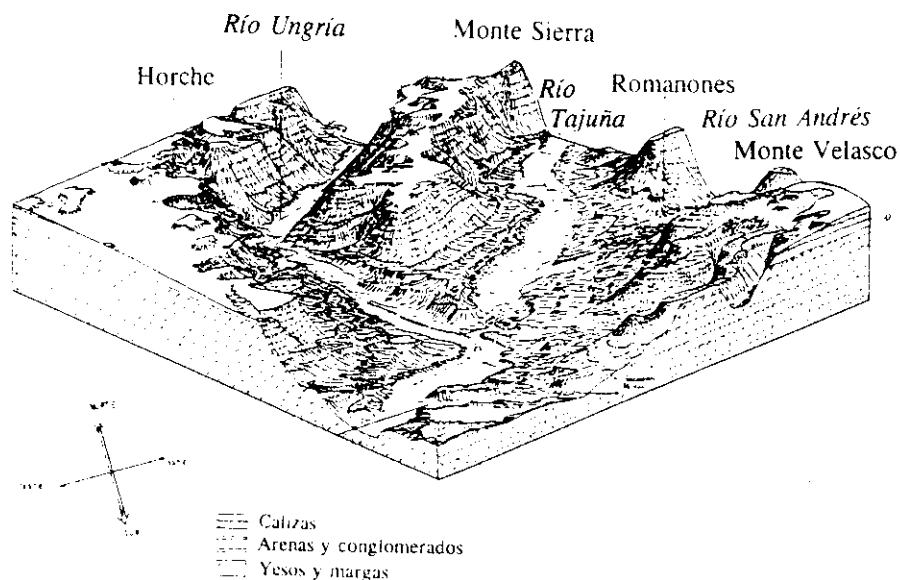 Río Ungría
Monte Sierra
Horche
Río
Tajuña
Romanones
Río San Andrés
Monte Velasco
Calizas
Arenas y conglomerados
Yesos y margas